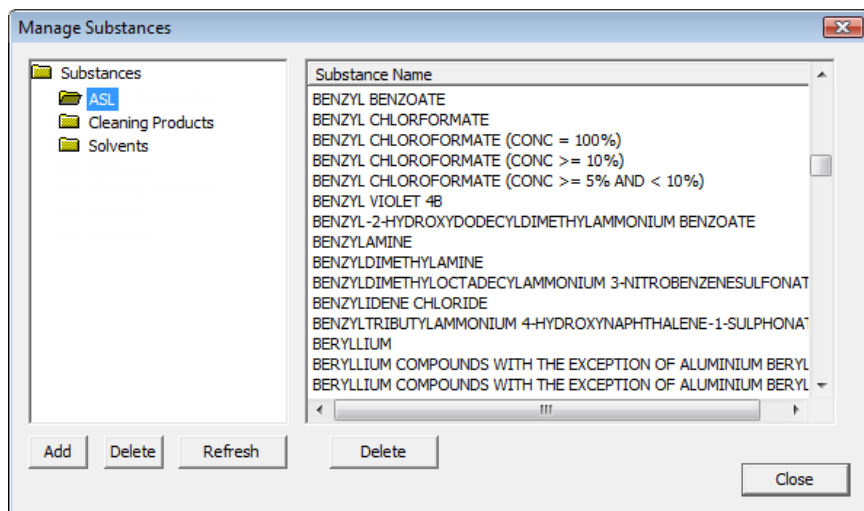 Manage Substances
Substances
ASL
Cleaning Products
Solvents
Substance Name
BENZYL BENZOATE
BENZYL CHLORFORMATE
BENZYL CHLOROFORMATE (CONC = 100%)
BENZYL CHLOROFORMATE (CONC >= 10%)
BENZYL CHLOROFORMATE (CONC >= 5% AND < 10%)
BENZYL VIOLET 4B
BENZYL-2-HYDROXYDODECYLDIMETHYLAMMONIUM BENZOATE
BENZYLAMINE
BENZYLDIMETHYLAMINE
BENZYLDIMETHYLOCTADECYLAMMONIUM 3-NITROBENZENESULFONAT
BENZYLIDENE CHLORIDE
BENZYLTRIBUTYLAMMONIUM 4-HYDROXYNAPHTHALENE-1-SULPHONAT
BERYLLIUM
BERYLLIUM COMPOUNDS WITH THE EXCEPTION OF ALUMINIUM BERYL
BERYLLIUM COMPOUNDS WITH THE EXCEPTION OF ALUMINIUM BERYL
Add Delete Refresh Delete
Close